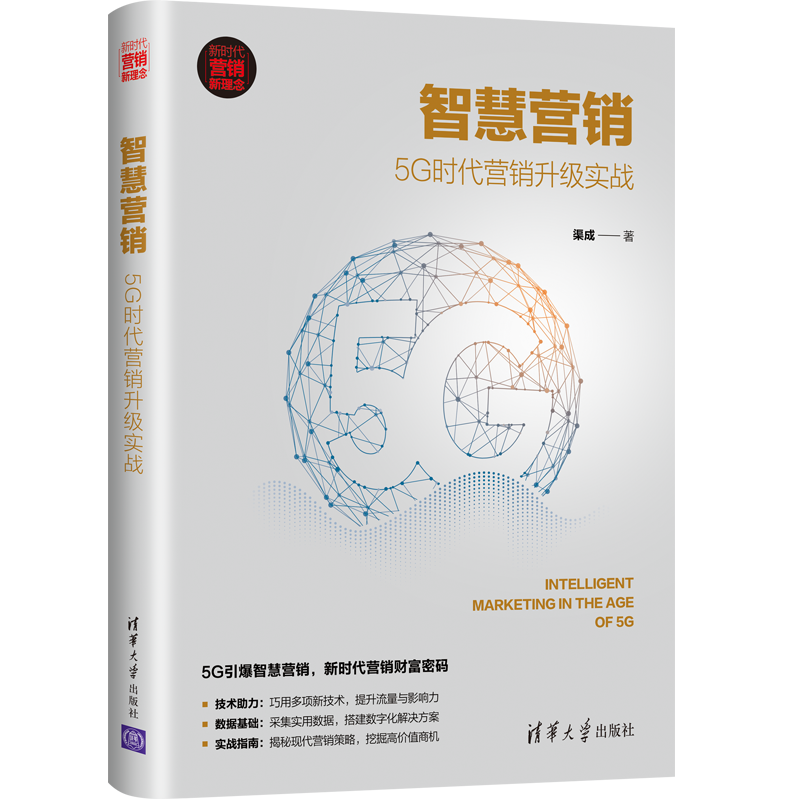 新时代
营销
新理念
智慧营销
5G时代营销升级实战
清华大学出版社
新时代
营销
新理念
智慧营销
5G时代营销升级实战
渠成——著
5G
INTELLIGENT
MARKETING IN THE AGE
OF 5G
5G引爆智慧营销，新时代营销财富密码
■ 技术助力：巧用多项新技术，提升流量与影响力
■ 数据基础：采集实用数据，搭建数字化解决方案
■ 实战指南：揭秘现代营销策略，挖掘高价值商机
清华大学出版社